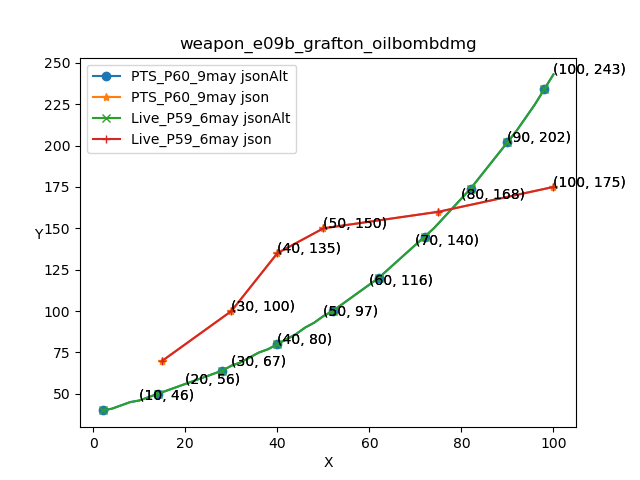 weapon_e09b_grafton_oilbombdmg
PTS_P60_9may jsonAlt
PTS_P60_9may json
Live_P59_6may jsonAlt
Live_P59_6may json
250
225
200
175
150
125
100
75
50
Y
(100, 243)
(90, 202)
(100, 175)
(80, 168)
(50, 150)
(70, 140)
(40, 135)
(60, 116)
(30, 100)
(50, 97)
(40, 80)
(30, 67)
(20, 56)
(10, 46)
0 20 40 60 80 100
X